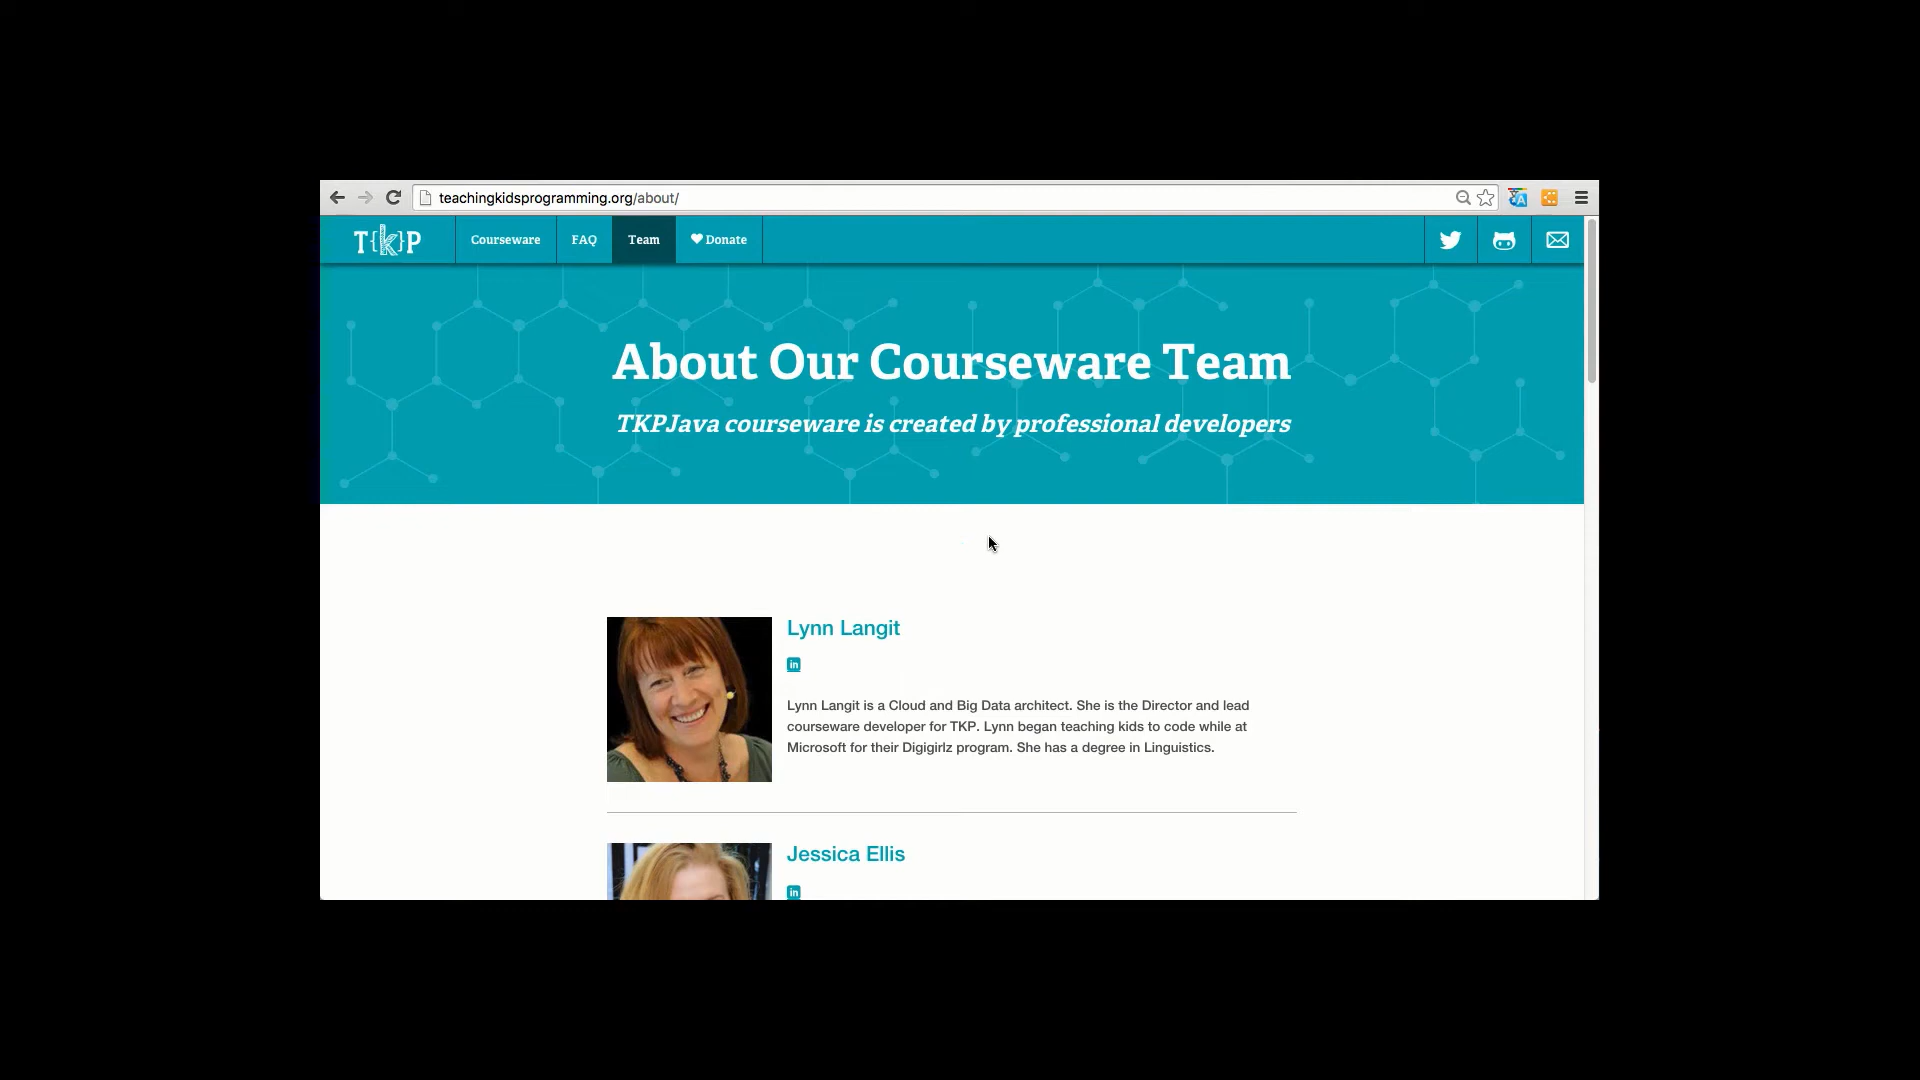 teachingkidsprogramming.org/about/
T{k}P
Courseware
FAQ
Team
Donate
About Our Courseware Team
TKPJava courseware is created by professional developers
Lynn Langit
in
Lynn Langit is a Cloud and Big Data architect. She is the Director and lead
courseware developer for TKP. Lynn began teaching kids to code while at
Microsoft for their Digigirlz program. She has a degree in Linguistics.
Jessica Ellis
in